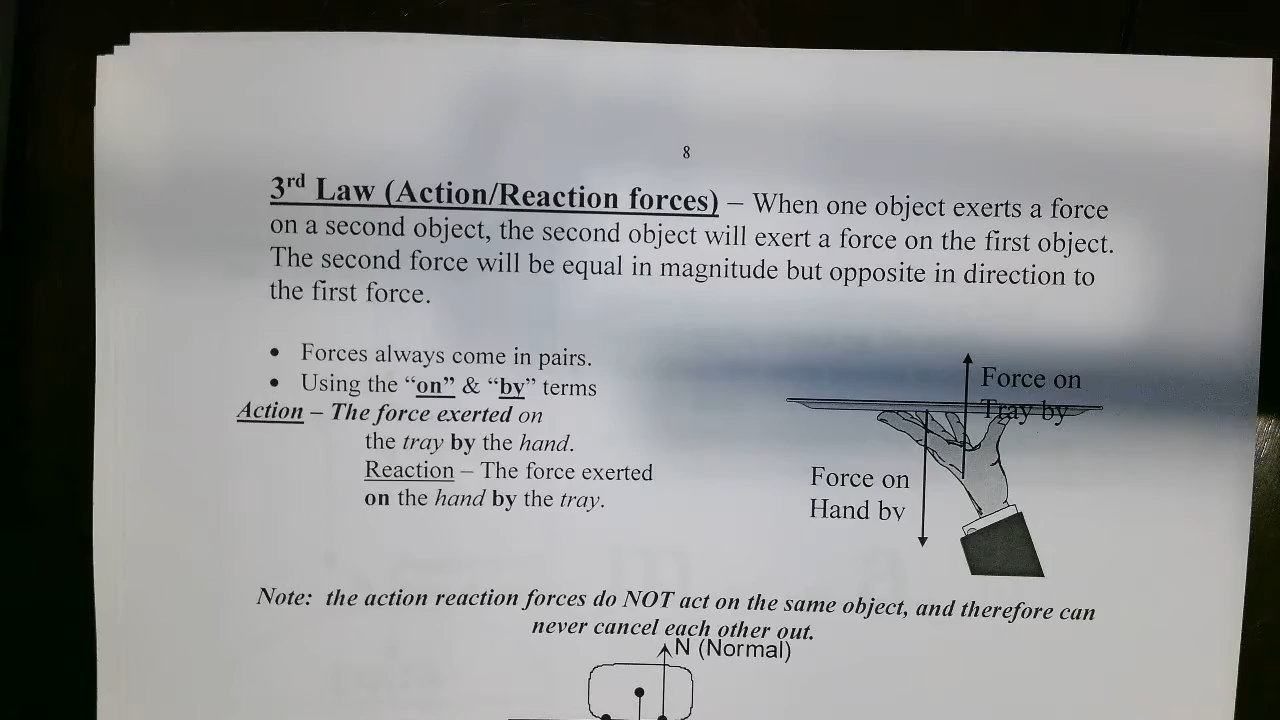 8
3rd Law (Action/Reaction forces) – When one object exerts a force
on a second object, the second object will exert a force on the first object.
The second force will be equal in magnitude but opposite in direction to
the first force.
• Forces always come in pairs.
• Using the “on” & “by” terms
Action – The force exerted on
the tray by the hand.
Reaction – The force exerted
on the hand by the tray.
Force on
Tray by
Force on
Hand by
Note: the action reaction forces do NOT act on the same object, and therefore can
never cancel each other out.
N (Normal)